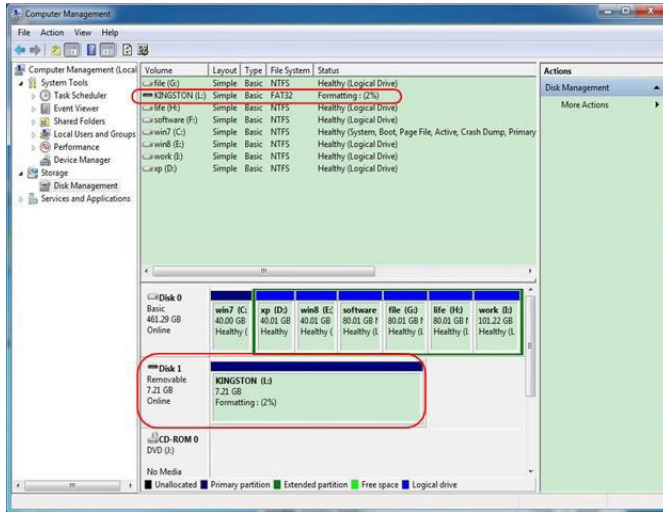 Computer Management
File Action View Help
Computer Management (Local
System Tools
Task Scheduler
Event Viewer
Shared Folders
Local Users and Groups
Performance
Device Manager
Storage
Disk Management
Services and Applications
Volume Layout Type File System Status
file (G:) Simple Basic NTFS Healthy (Logical Drive)
KINGSTON (L:) Simple Basic FAT32 Formatting : (2%)
life (H:) Simple Basic NTFS Healthy (Logical Drive)
software (F:) Simple Basic NTFS Healthy (Logical Drive)
win7 (C:) Simple Basic NTFS Healthy (System, Boot, Page File, Active, Crash Dump, Primary
win8 (E:) Simple Basic NTFS Healthy (Logical Drive)
work (I:) Simple Basic NTFS Healthy (Logical Drive)
xp (D:) Simple Basic NTFS Healthy (Logical Drive)
Actions
Disk Management
More Actions
Disk 0
Basic
461.29 GB
Online
win7 (C:
40.00 GB
Healthy (
xp (D:)
40.01 GB
Healthy
win8 (E:
40.01 GB
Healthy (
software
80.01 GB
Healthy (L
file (G:)
80.01 GB
Healthy (L
life (H:)
80.01 GB
Healthy (L
work (I:)
101.22 GB
Healthy (L
Disk 1
Removable
7.21 GB
Online
KINGSTON (L:)
7.21 GB
Formatting : (2%)
CD-ROM 0
DVD (J:)
No Media
Unallocated Primary partition Extended partition Free space Logical drive